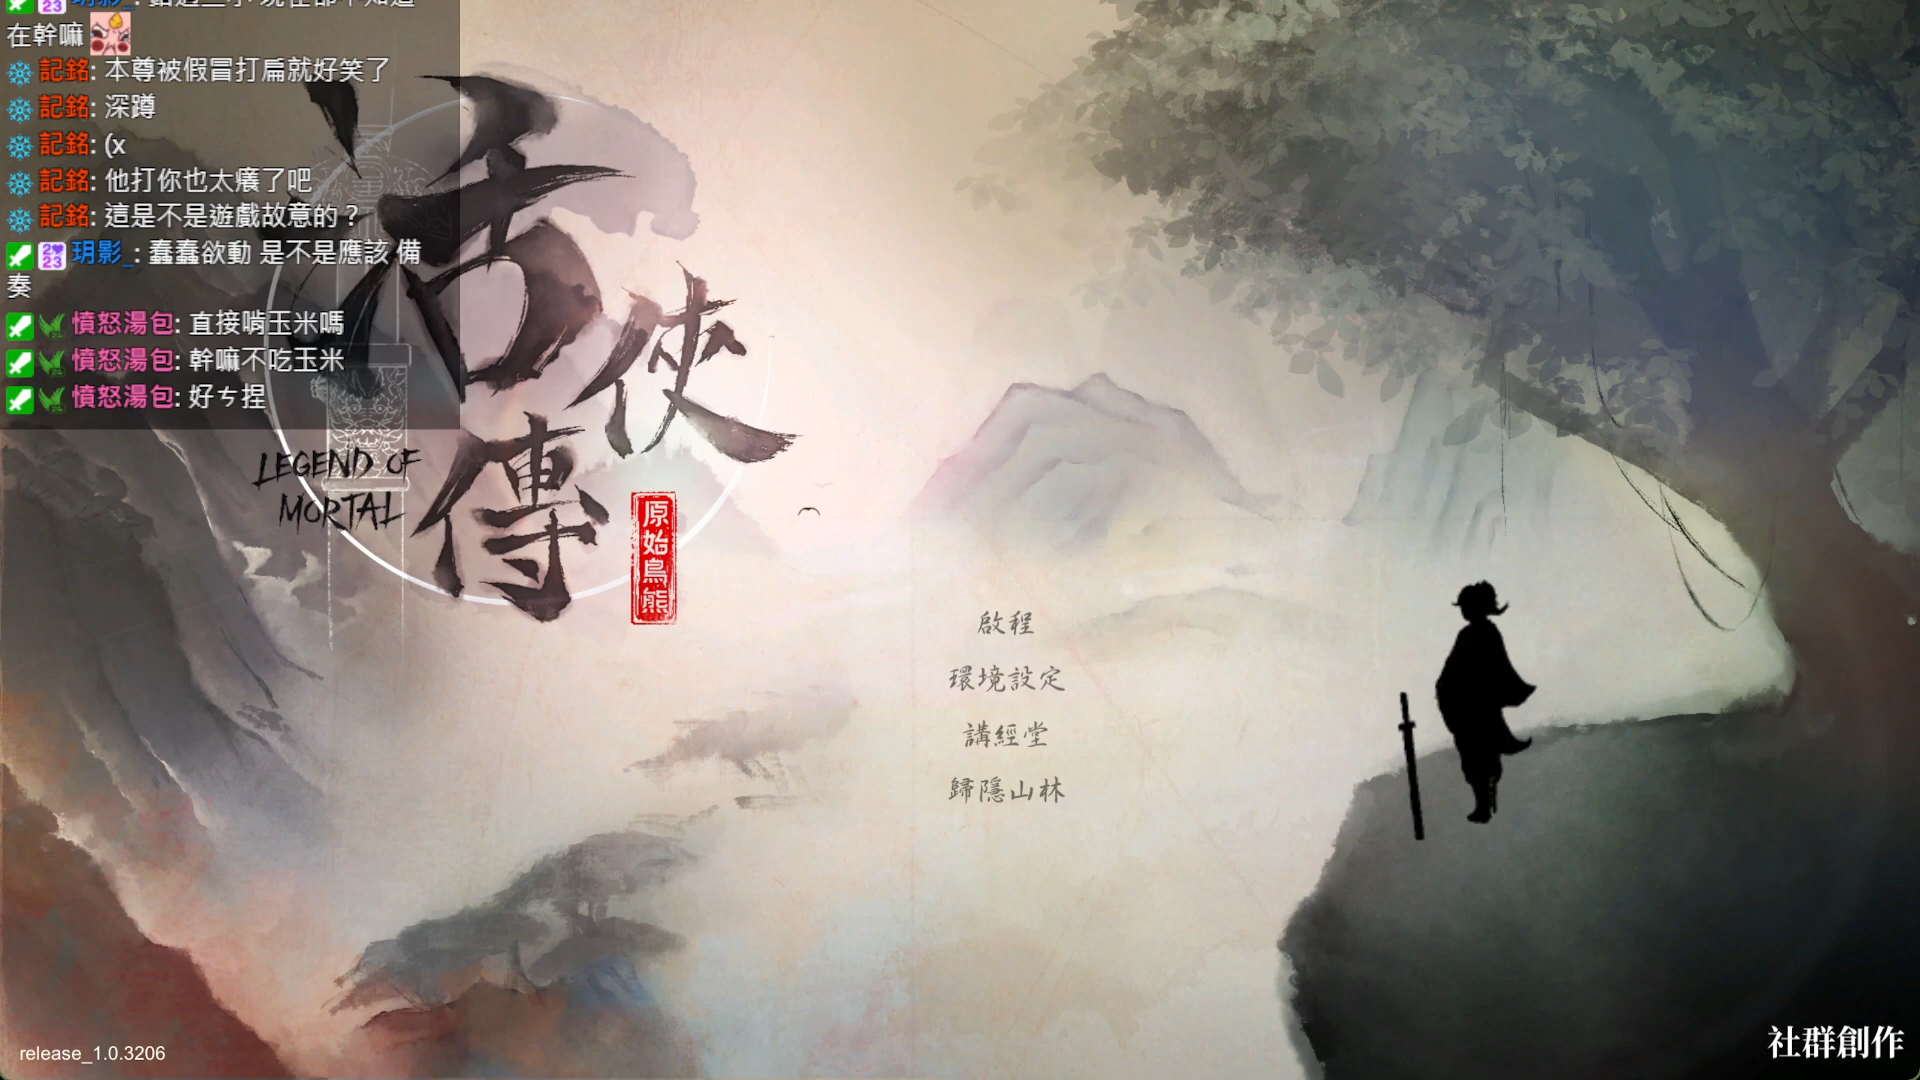 在幹嘛
記銘: 本尊被假冒打扁就好笑了
記銘: 深蹲
記銘: (x
記銘: 他打你也太癢了吧
記銘: 這是不是遊戲故意的？
玥影_: 蠢蠢欲動 是不是應該 備
奏
憤怒湯包: 直接啃玉米嗎
憤怒湯包: 幹嘛不吃玉米
憤怒湯包: 好ㄘ捏
活俠傳
LEGEND OF
MORTAL
原始鳥熊
啟程
環境設定
講經堂
歸隱山林
release_1.0.3206
社群創作